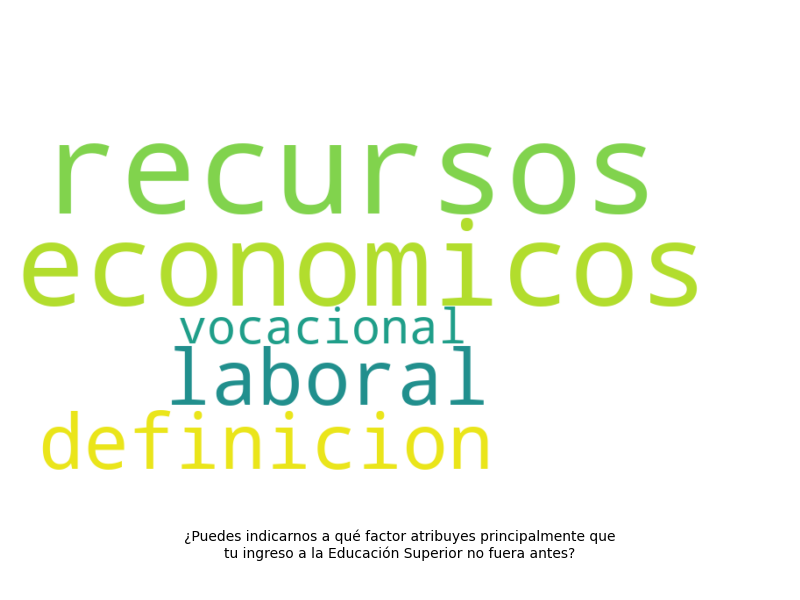 recursos
economicos
vocacional
laboral
definicion
¿Puedes indicarnos a qué factor atribuyes principalmente que
tu ingreso a la Educación Superior no fuera antes?